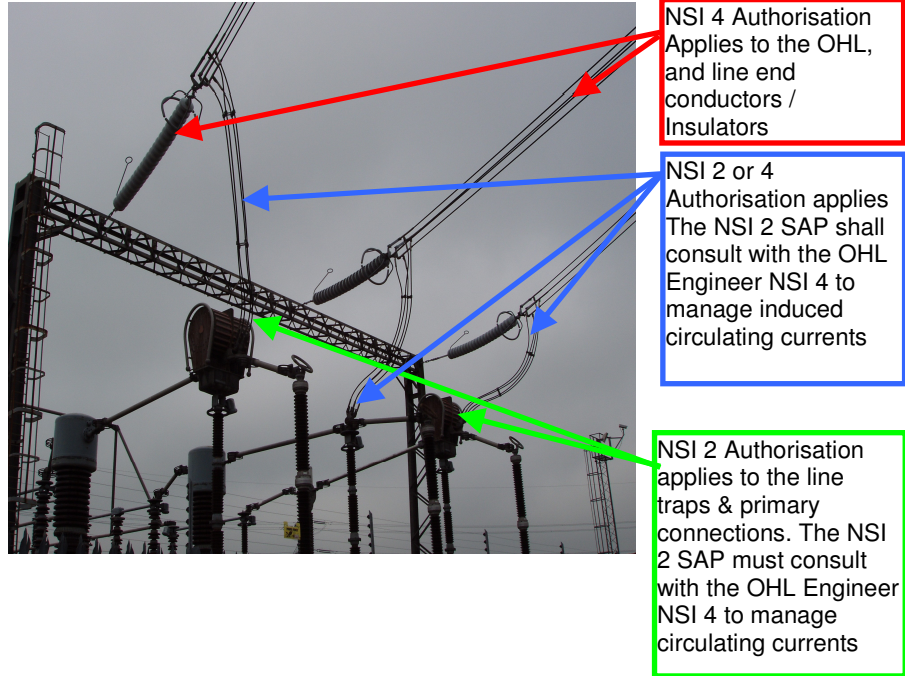 NSI 4 Authorisation
Applies to the OHL,
and line end
conductors /
Insulators
NSI 2 or 4
Authorisation applies
The NSI 2 SAP shall
consult with the OHL
Engineer NSI 4 to
manage induced
circulating currents
NSI 2 Authorisation
applies to the line
traps & primary
connections. The NSI
2 SAP must consult
with the OHL Engineer
NSI 4 to manage
circulating currents